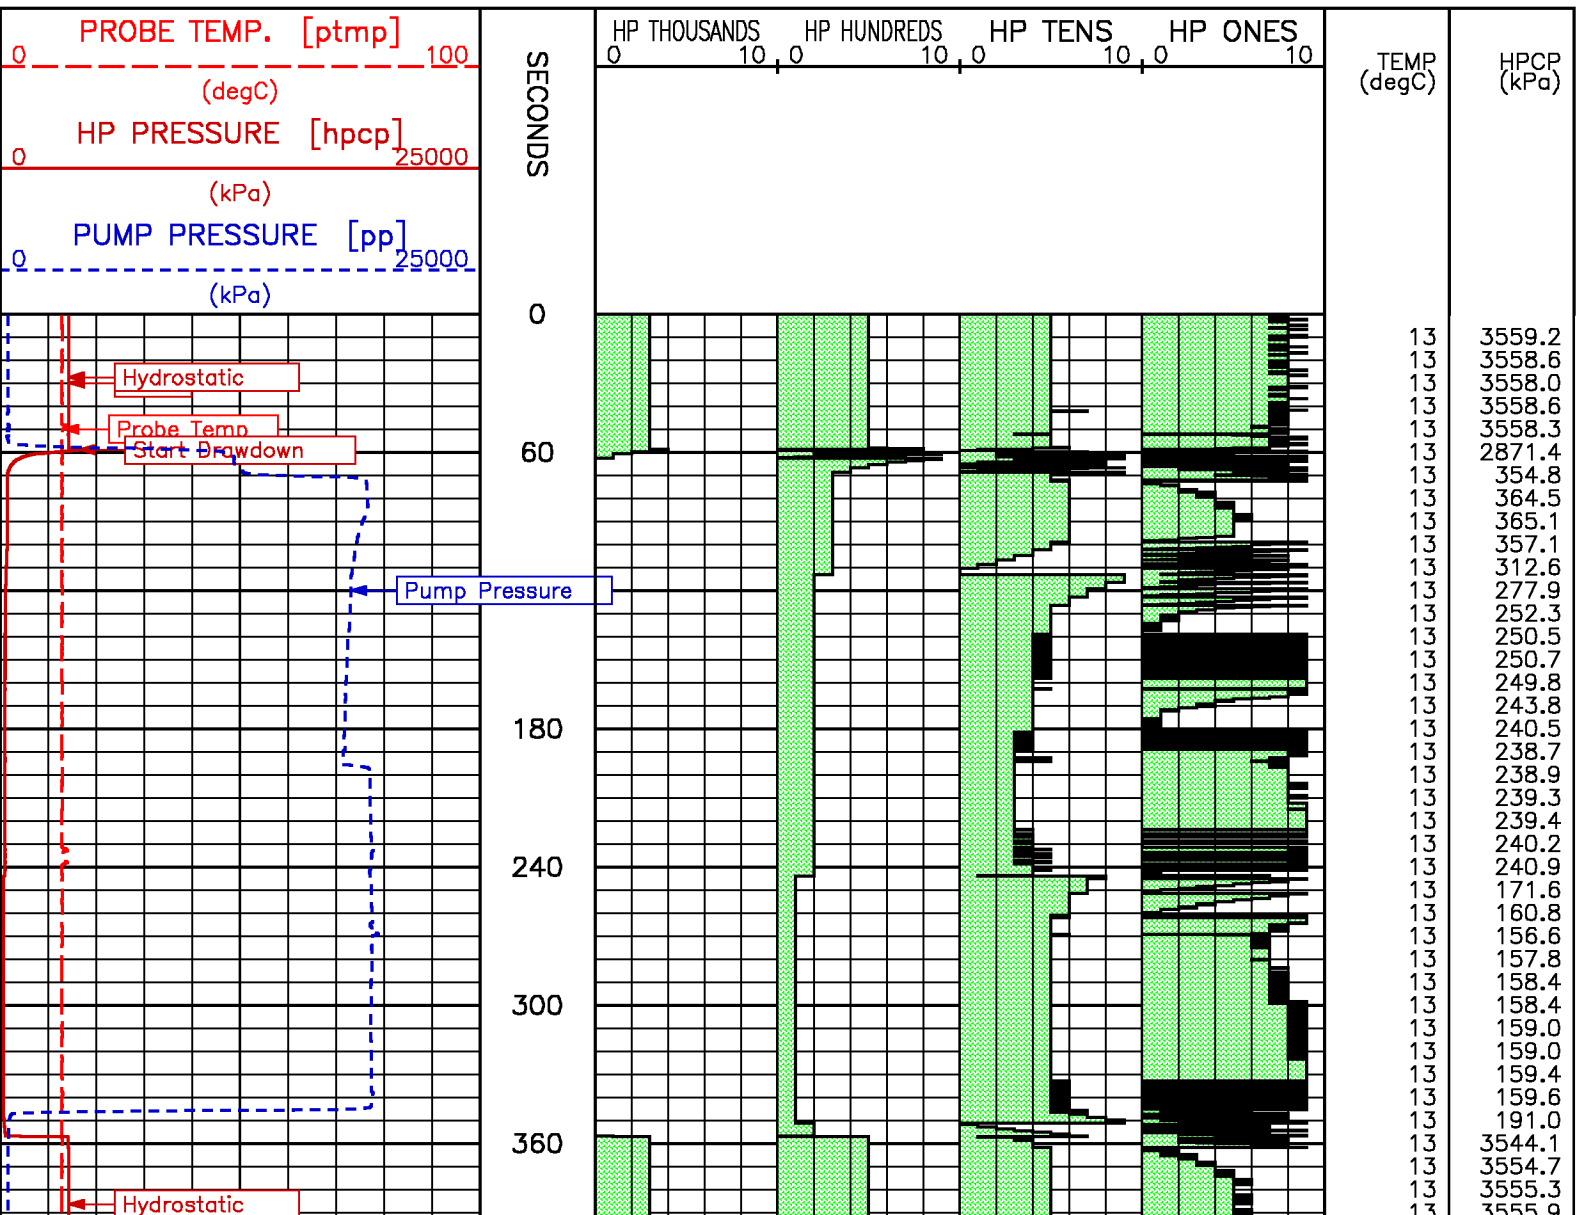 PROBE TEMP. [ptmp]
0 100
(degC)
HP PRESSURE [hpcp]
0 25000
(kPa)
PUMP PRESSURE [pp]
0 25000
(kPa)
SECONDS
HP THOUSANDS HP HUNDREDS HP TENS HP ONES
0 10 0 10 0 10 0 10
TEMP
(degC)
HPCP
(kPa)
0
13 3559.2
13 3558.6
Hydrostatic
13 3558.0
13 3558.6
Probe Temp
13 3558.3
Start Drawdown
60
13 2871.4
13 354.8
13 364.5
13 365.1
13 357.1
13 312.6
Pump Pressure
13 277.9
13 252.3
13 250.5
13 250.7
13 249.8
13 243.8
180
13 240.5
13 238.7
13 238.9
13 239.3
13 239.4
13 240.2
240
13 240.9
13 171.6
13 160.8
13 156.6
13 157.8
13 158.4
300
13 158.4
13 159.0
13 159.0
13 159.4
13 159.6
13 191.0
360
13 3544.1
13 3554.7
13 3555.3
Hydrostatic
13 3555.9